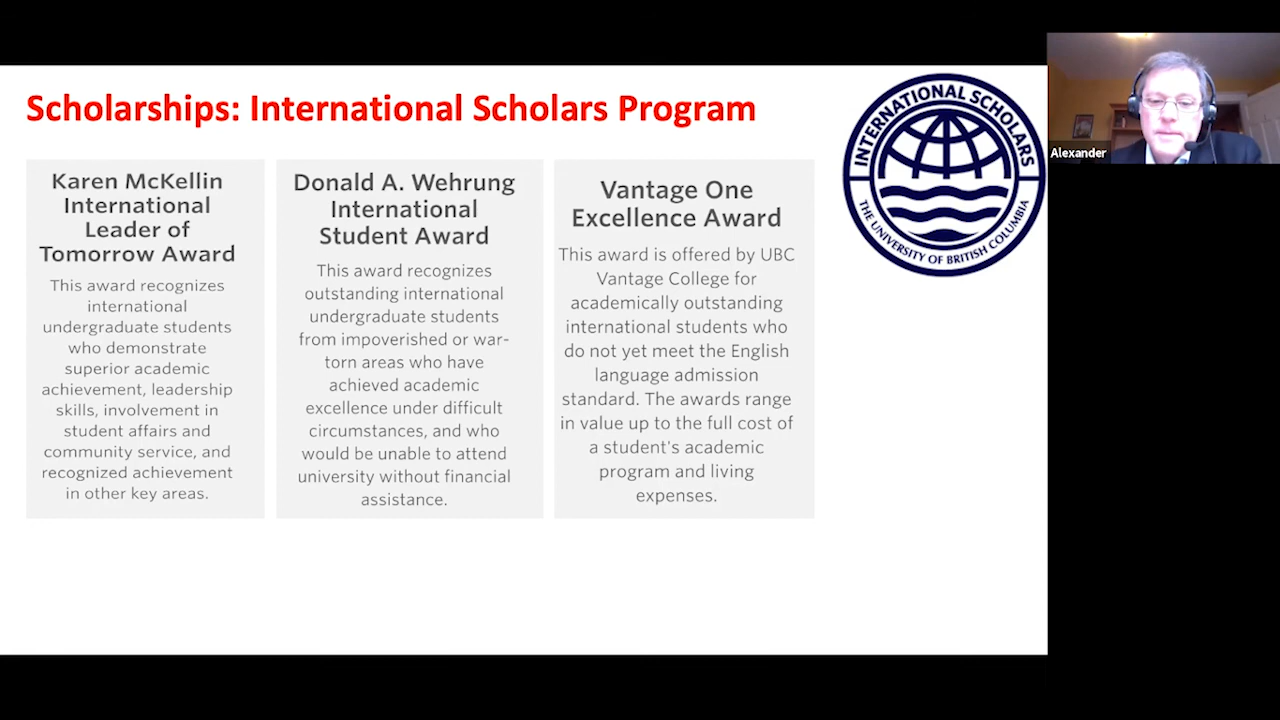 Scholarships: International Scholars Program
Karen McKellin
International
Leader of
Tomorrow Award
This award recognizes
international
undergraduate students
who demonstrate
superior academic
achievement, leadership
skills, involvement in
student affairs and
community service, and
recognized achievement
in other key areas.
Donald A. Wehrung
International
Student Award
This award recognizes
outstanding international
undergraduate students
from impoverished or war-
torn areas who have
achieved academic
excellence under difficult
circumstances, and who
would be unable to attend
university without financial
assistance.
Vantage One
Excellence Award
This award is offered by UBC
Vantage College for
academically outstanding
international students who
do not yet meet the English
language admission
standard. The awards range
in value up to the full cost of
a student's academic
program and living
expenses.
INTERNATIONAL SCHOLARS
THE UNIVERSITY OF BRITISH COLUMBIA
Alexander